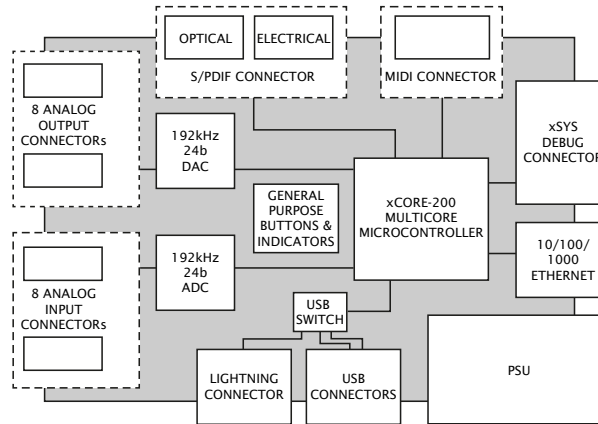 OPTICAL
ELECTRICAL
S/PDIF CONNECTOR
MIDI CONNECTOR
8 ANALOG
OUTPUT
CONNECTORs
192kHz
24b
DAC
xSYS
DEBUG
CONNECTOR
GENERAL
PURPOSE
BUTTONS &
INDICATORS
xCORE-200
MULTICORE
MICROCONTROLLER
8 ANALOG
INPUT
CONNECTORs
192kHz
24b
ADC
10/100/
1000
ETHERNET
USB
SWITCH
LIGHTNING
CONNECTOR
USB
CONNECTORS
PSU